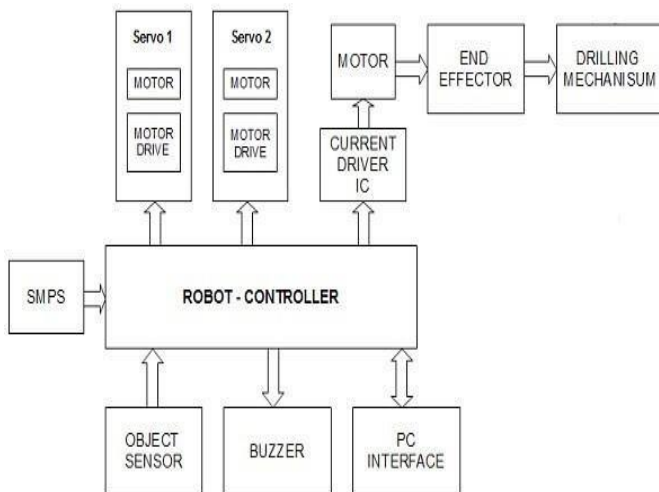 Servo 1
MOTOR
MOTOR
DRIVE
Servo 2
MOTOR
MOTOR
DRIVE
MOTOR
END
EFFECTOR
DRILLING
MECHANISUM
CURRENT
DRIVER
IC
SMPS
ROBOT - CONTROLLER
OBJECT
SENSOR
BUZZER
PC
INTERFACE